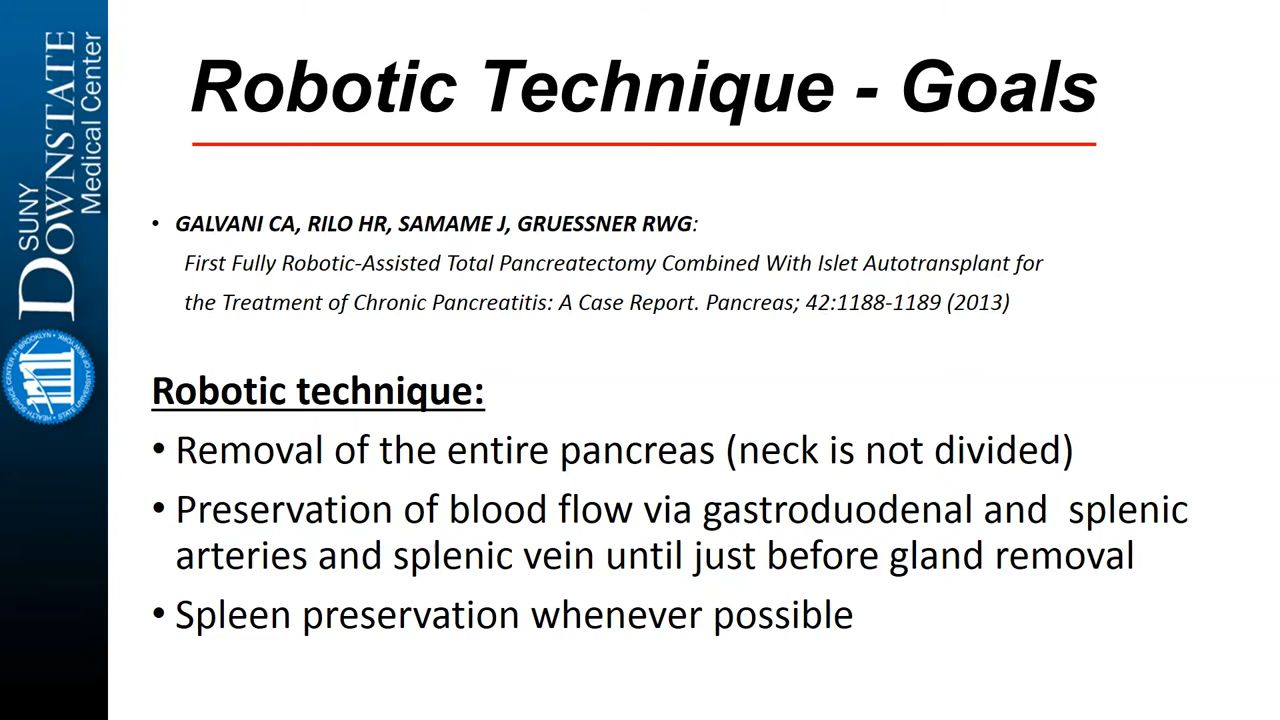 SUNY
DOWNSTATE
Medical Center
Robotic Technique - Goals
• GALVANI CA, RILO HR, SAMAME J, GRUESSNER RWG:
First Fully Robotic-Assisted Total Pancreatectomy Combined With Islet Autotransplant for
the Treatment of Chronic Pancreatitis: A Case Report. Pancreas; 42:1188-1189 (2013)
Robotic technique:
• Removal of the entire pancreas (neck is not divided)
• Preservation of blood flow via gastroduodenal and splenic
arteries and splenic vein until just before gland removal
• Spleen preservation whenever possible